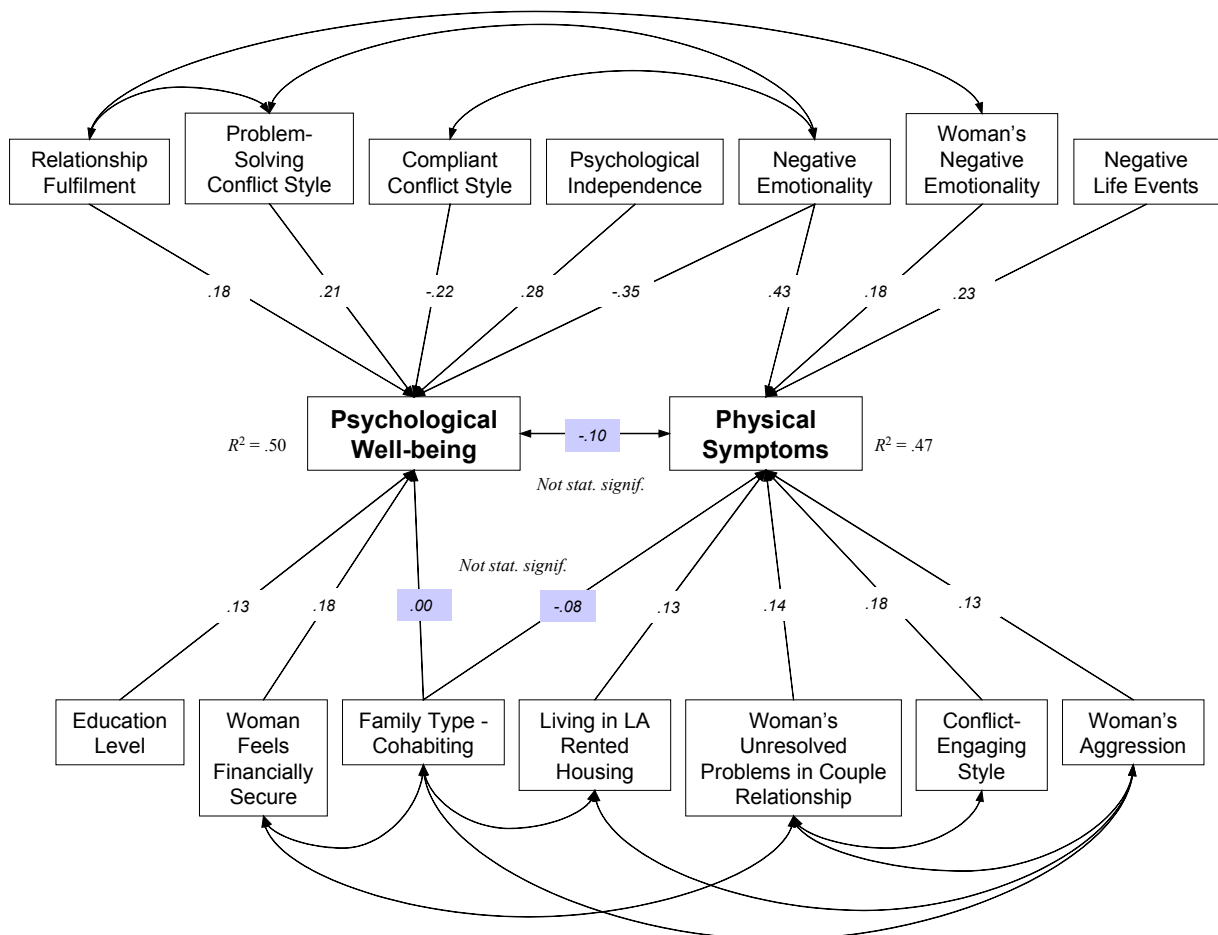 Relationship
Fulfilment
Problem-
Solving
Conflict Style
Compliant
Conflict Style
Psychological
Independence
Negative
Emotionality
Woman's
Negative
Emotionality
Negative
Life Events
.18
.21
-.22
.28
-.35
.43
.18
.23
R² = .50
Psychological
Well-being
-.10
Physical
Symptoms
R² = .47
Not stat. signif.
Not stat. signif.
.13
.18
.00
-.08
.13
.14
.18
.13
Education
Level
Woman
Feels
Financially
Secure
Family Type -
Cohabiting
Living in LA
Rented
Housing
Woman's
Unresolved
Problems in Couple
Relationship
Conflict-
Engaging
Style
Woman's
Aggression